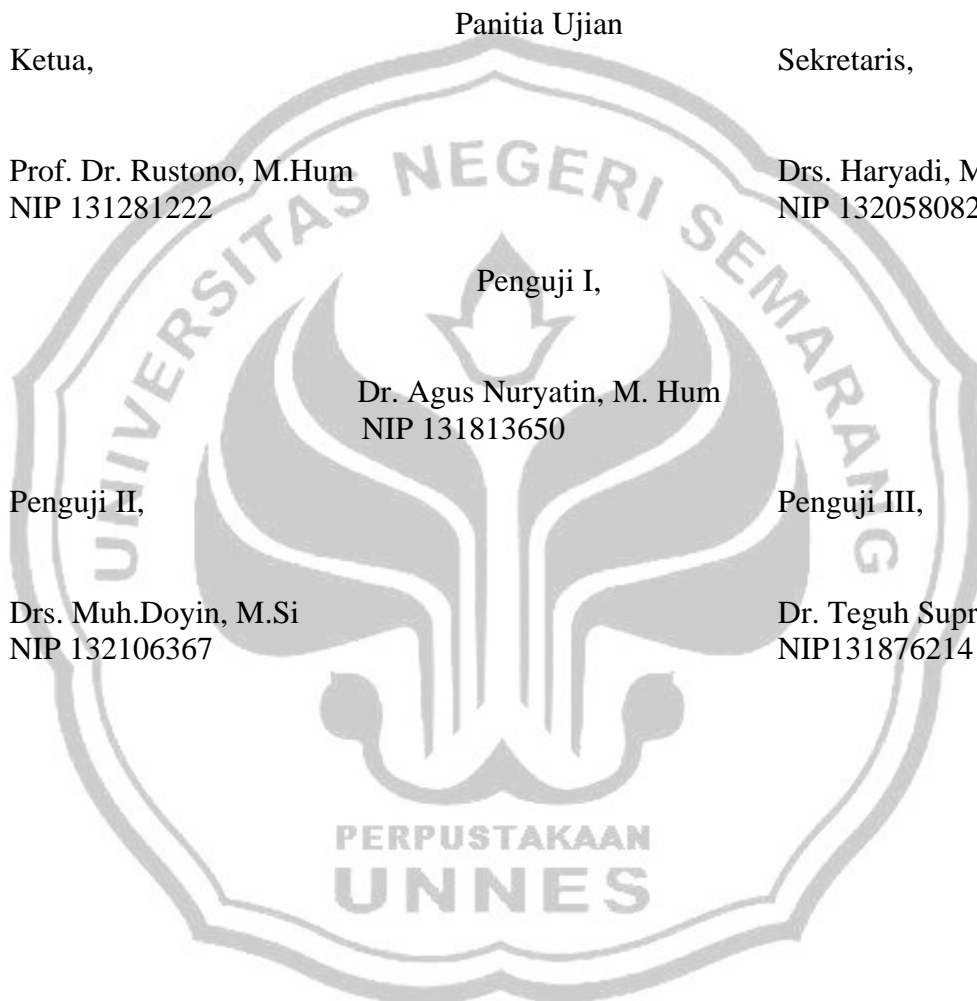 Panitia Ujian
Ketua,
Sekretaris,
Prof. Dr. Rustono, M.Hum
NIP 131281222
Drs. Haryadi, M
NIP 132058082
Penguji I,
Dr. Agus Nuryatin, M. Hum
NIP 131813650
Penguji II,
Penguji III,
Drs. Muh.Doyin, M.Si
NIP 132106367
Dr. Teguh Supr
NIP131876214
UNIVERSITAS NEGERI SEMARANG
PERPUSTAKAAN
UNNES